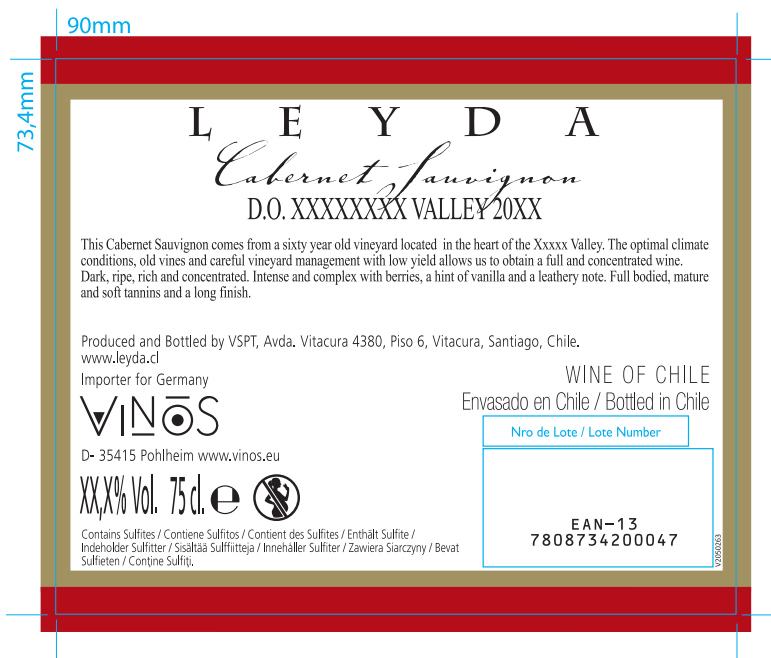 90mm
73,4mm
LEYDA
Cabernet Sauvignon
D.O. XXXXXXXX VALLEY 20XX
This Cabernet Sauvignon comes from a sixty year old vineyard located in the heart of the Xxxxx Valley. The optimal climate
conditions, old vines and careful vineyard management with low yield allows us to obtain a full and concentrated wine.
Dark, ripe, rich and concentrated. Intense and complex with berries, a hint of vanilla and a leathery note. Full bodied, mature
and soft tannins and a long finish.
Produced and Bottled by VSPT, Avda. Vitacura 4380, Piso 6, Vitacura, Santiago, Chile.
www.leyda.cl
Importer for Germany
VINOS
D- 35415 Pohlheim www.vinos.eu
XX,X% Vol. 75 cl. e
Contains Sulfites / Contiene Sulfitos / Contient des Sulfites / Enthält Sulfite /
Indeholder Sulfitter / Sisältää Sulffiitteja / Innehåller Sulfiter / Zawiera Siarczyny / Bevat
Sulfieten / Conţine Sulfiţi.
WINE OF CHILE
Envasado en Chile / Bottled in Chile
Nro de Lote / Lote Number
EAN-13
7808734200047
V2050263